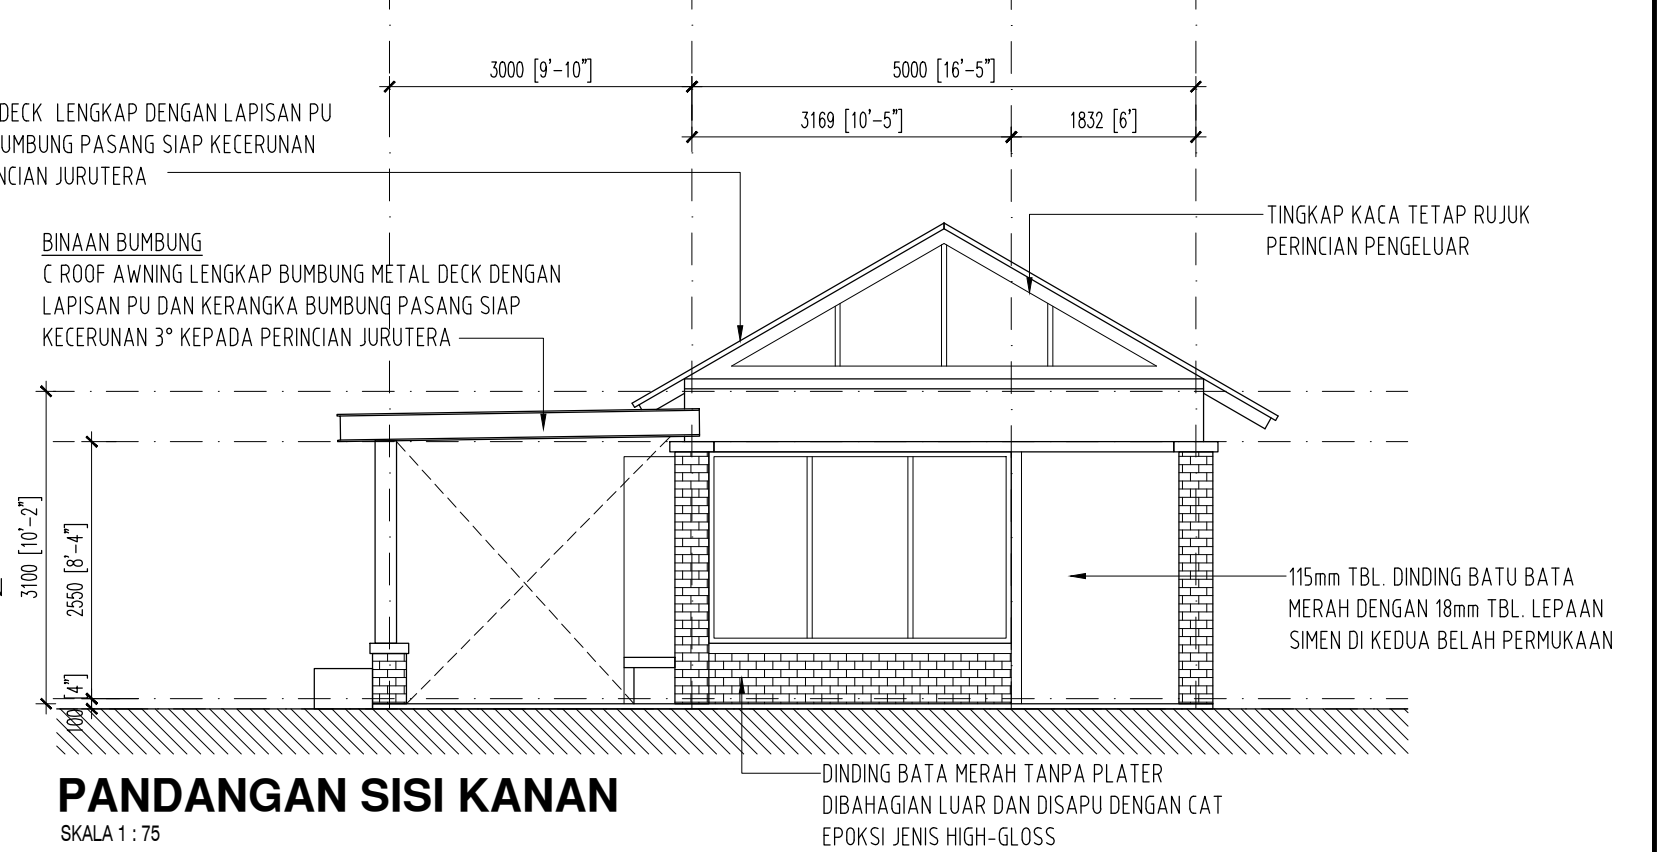 3000 [9'-10"]
5000 [16'-5"]
3169 [10'-5"]
1832 [6']
DECK LENGKAP DENGAN LAPISAN PU
UMBUNG PASANG SIAP KECERUNAN
NCIAN JURUTERA
BINAAN BUMBUNG
C ROOF AWNING LENGKAP BUMBUNG METAL DECK DENGAN
LAPISAN PU DAN KERANGKA BUMBUNG PASANG SIAP
KECERUNAN 3° KEPADA PERINCIAN JURUTERA
TINGKAP KACA TETAP RUJUK
PERINCIAN PENGELUAR
3100 [10'-2"]
2550 [8'-4"]
100 [4"]
115mm TBL. DINDING BATU BATA
MERAH DENGAN 18mm TBL. LEPAAN
SIMEN DI KEDUA BELAH PERMUKAAN
DINDING BATA MERAH TANPA PLATER
DIBAHAGIAN LUAR DAN DISAPU DENGAN CAT
EPOKSI JENIS HIGH-GLOSS
PANDANGAN SISI KANAN
SKALA 1 : 75